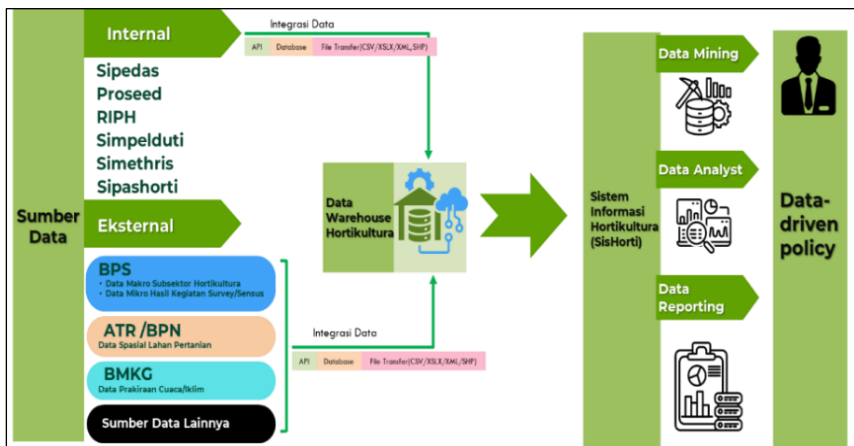 Sumber
Data
Internal
Sipedas
Proseed
RIPH
Simpelduti
Simethris
Sipashorti
Eksternal
BPS
• Data Makro Subsektor Hortikultura
• Data Mikro Hasil Kegiatan Survey/Sensus
ATR /BPN
Data Spasial Lahan Pertanian
BMKG
Data Prakiraan Cuaca/Iklim
Sumber Data Lainnya
Integrasi Data
API Database File Transfer(CSV/XSLX/XML,SHP)
Integrasi Data
API Database File Transfer(CSV/XSLX/XML/SHP)
Data
Warehouse
Hortikultura
Sistem
Informasi
Hortikultura
(SisHorti)
Data Mining
Data Analyst
Data
Reporting
Data-
driven
policy